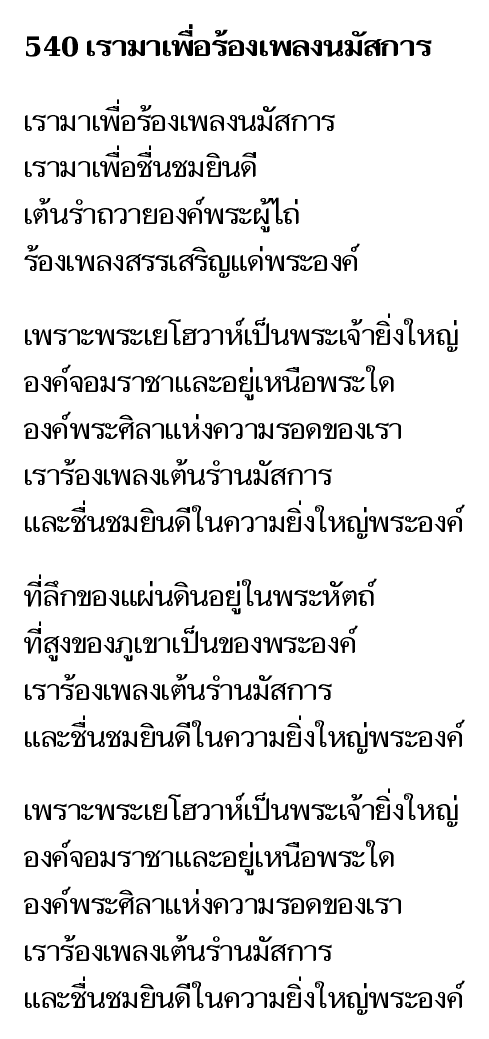 540 เรามาเพื่อร้องเพลงนมัสการ
เรามาเพื่อร้องเพลงนมัสการ
เรามาเพื่อชื่นชมยินดี
เต้นรำถวายองค์พระผู้ไถ่
ร้องเพลงสรรเสริญแด่พระองค์
เพราะพระเยโฮวาห์เป็นพระเจ้ายิ่งใหญ่
องค์จอมราชาและอยู่เหนือพระใด
องค์พระศิลาแห่งความรอดของเรา
เราร้องเพลงเต้นรำนมัสการ
และชื่นชมยินดีในความยิ่งใหญ่พระองค์
ที่ลึกของแผ่นดินอยู่ในพระหัตถ์
ที่สูงของภูเขาเป็นของพระองค์
เราร้องเพลงเต้นรำนมัสการ
และชื่นชมยินดีในความยิ่งใหญ่พระองค์
เพราะพระเยโฮวาห์เป็นพระเจ้ายิ่งใหญ่
องค์จอมราชาและอยู่เหนือพระใด
องค์พระศิลาแห่งความรอดของเรา
เราร้องเพลงเต้นรำนมัสการ
และชื่นชมยินดีในความยิ่งใหญ่พระองค์